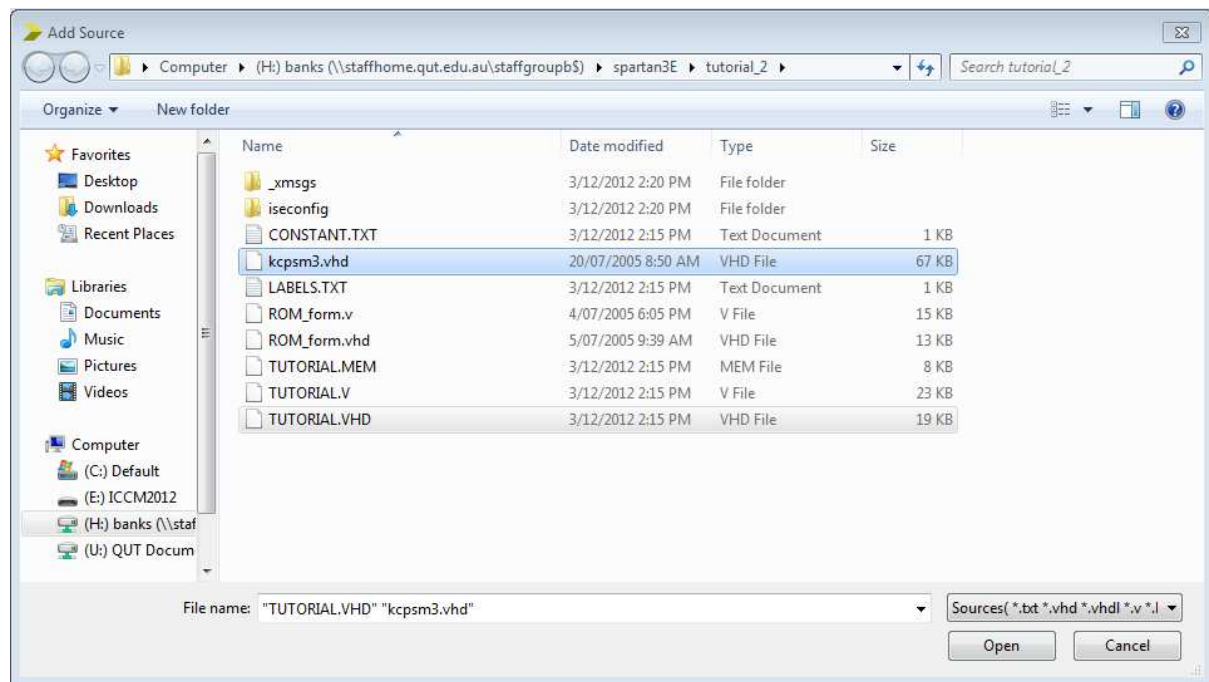 Add Source
Computer (H:) banks (\\staffhome.qut.edu.au\staffgroupb$) spartan3E tutorial_2
Search tutorial_2
Organize New folder
Favorites
Desktop
Downloads
Recent Places
Libraries
Documents
Music
Pictures
Videos
Computer
(C:) Default
(E:) ICCM2012
(H:) banks (\\staf
(U:) QUT Docum
Name Date modified Type Size
_xmsgs 3/12/2012 2:20 PM File folder
iseconfig 3/12/2012 2:20 PM File folder
CONSTANT.TXT 3/12/2012 2:15 PM Text Document 1 KB
kcpsm3.vhd 20/07/2005 8:50 AM VHD File 67 KB
LABELS.TXT 3/12/2012 2:15 PM Text Document 1 KB
ROM_form.v 4/07/2005 6:05 PM V File 15 KB
ROM_form.vhd 5/07/2005 9:39 AM VHD File 13 KB
TUTORIAL.MEM 3/12/2012 2:15 PM MEM File 8 KB
TUTORIAL.V 3/12/2012 2:15 PM V File 23 KB
TUTORIAL.VHD 3/12/2012 2:15 PM VHD File 19 KB
File name: "TUTORIAL.VHD" "kcpsm3.vhd"
Sources( *.txt *.vhd *.vhdl *.v *.l
Open Cancel